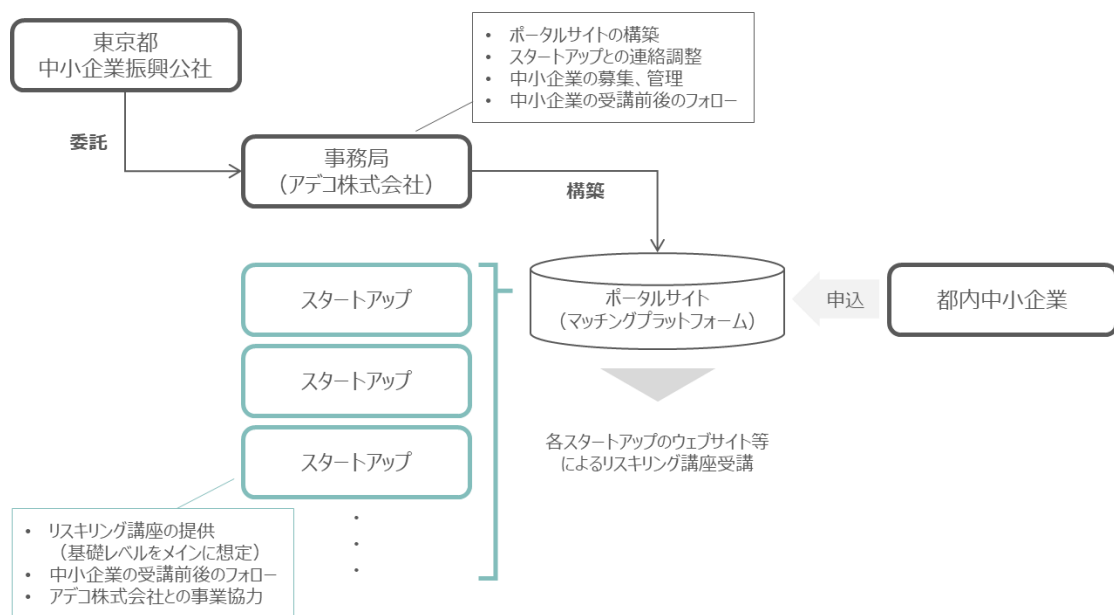 東京都
中小企業振興公社
• ポータルサイトの構築
• スタートアップとの連絡調整
• 中小企業の募集、管理
• 中小企業の受講前後のフォロー
委託
事務局
（アデコ株式会社）
構築
スタートアップ
ポータルサイト
（マッチングプラットフォーム）
申込
都内中小企業
スタートアップ
各スタートアップのウェブサイト等
によるリスキリング講座受講
スタートアップ
• リスキリング講座の提供
（基礎レベルをメインに想定）
• 中小企業の受講前後のフォロー
• アデコ株式会社との事業協力